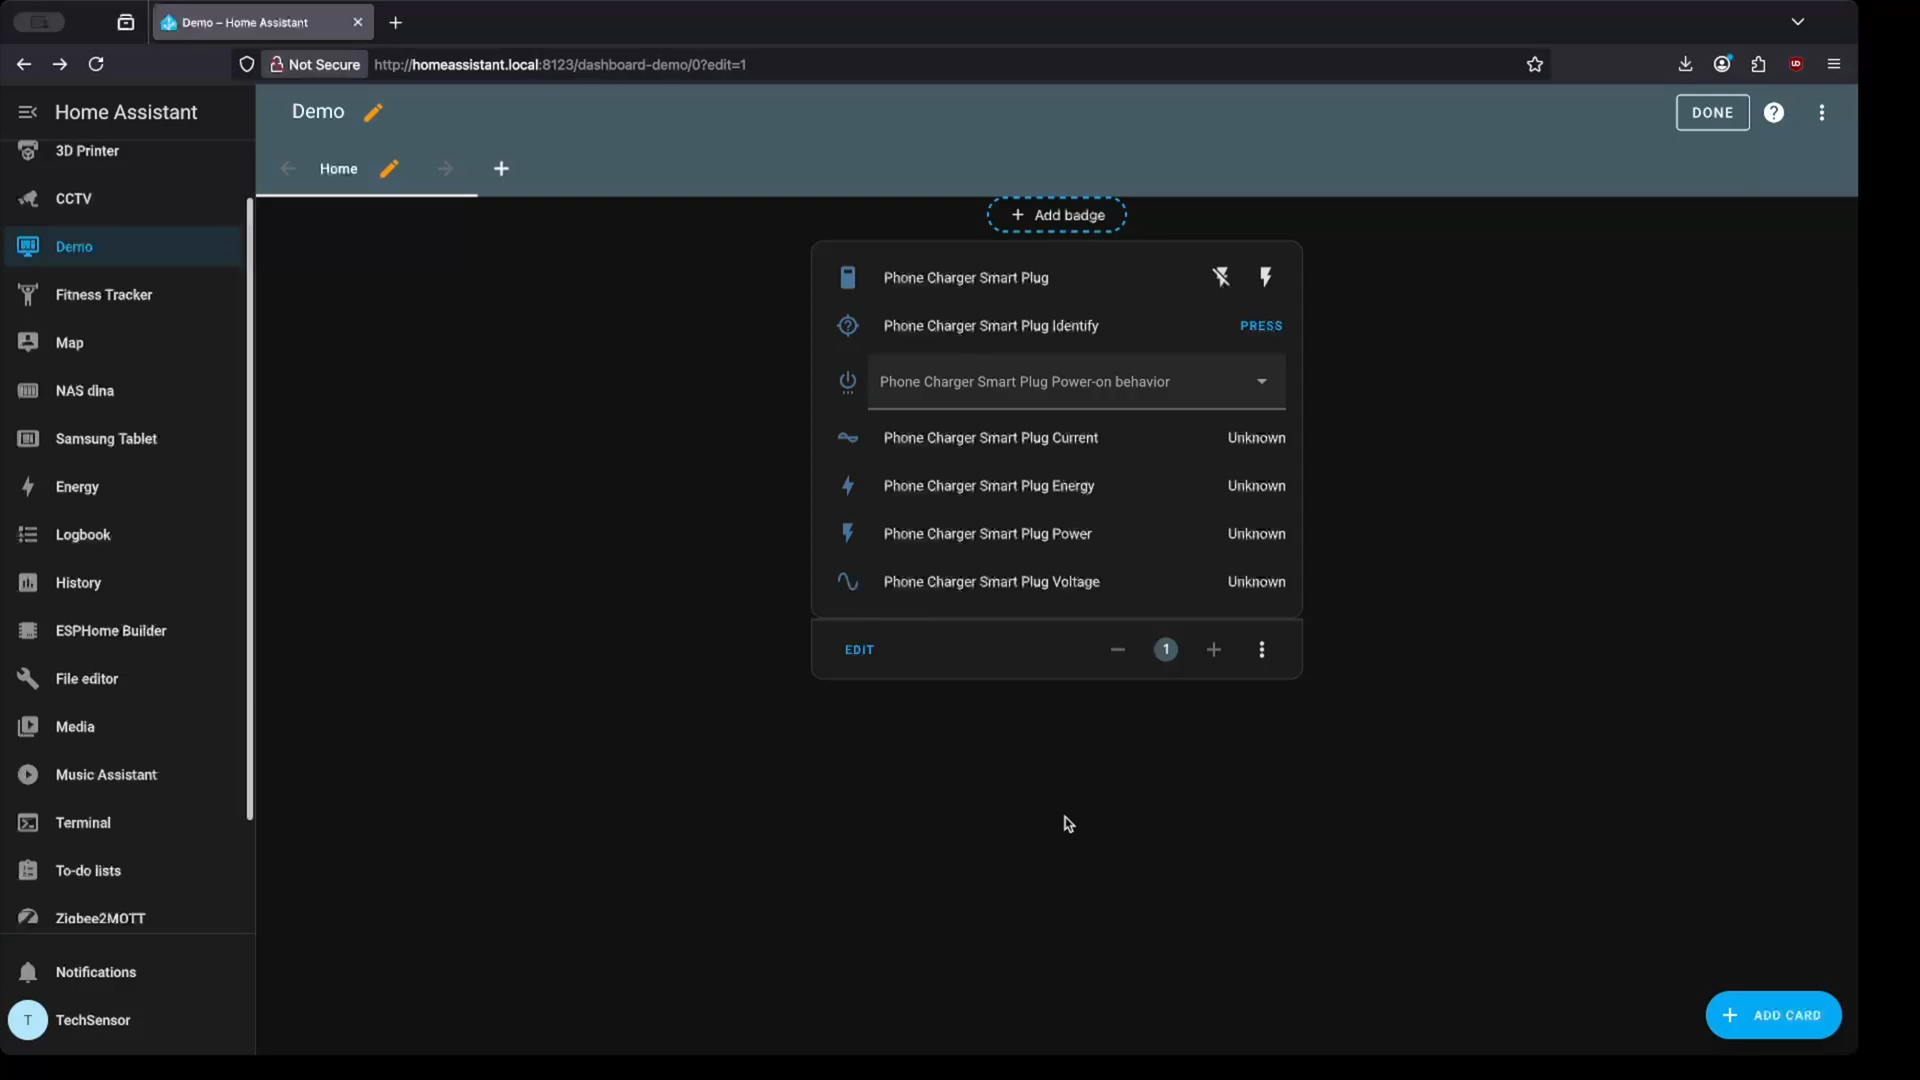 Demo – Home Assistant
Not Secure
http://homeassistant.local:8123/dashboard-demo/0?edit=1
Home Assistant
Demo
DONE
Home
3D Printer
CCTV
Demo
Fitness Tracker
Map
NAS dlna
Samsung Tablet
Energy
Logbook
History
ESPHome Builder
File editor
Media
Music Assistant
Terminal
To-do lists
Zigbee2MQTT
Notifications
T
TechSensor
Add badge
Phone Charger Smart Plug
Phone Charger Smart Plug Identify
PRESS
Phone Charger Smart Plug Power-on behavior
Phone Charger Smart Plug Current
Unknown
Phone Charger Smart Plug Energy
Unknown
Phone Charger Smart Plug Power
Unknown
Phone Charger Smart Plug Voltage
Unknown
EDIT
1
ADD CARD